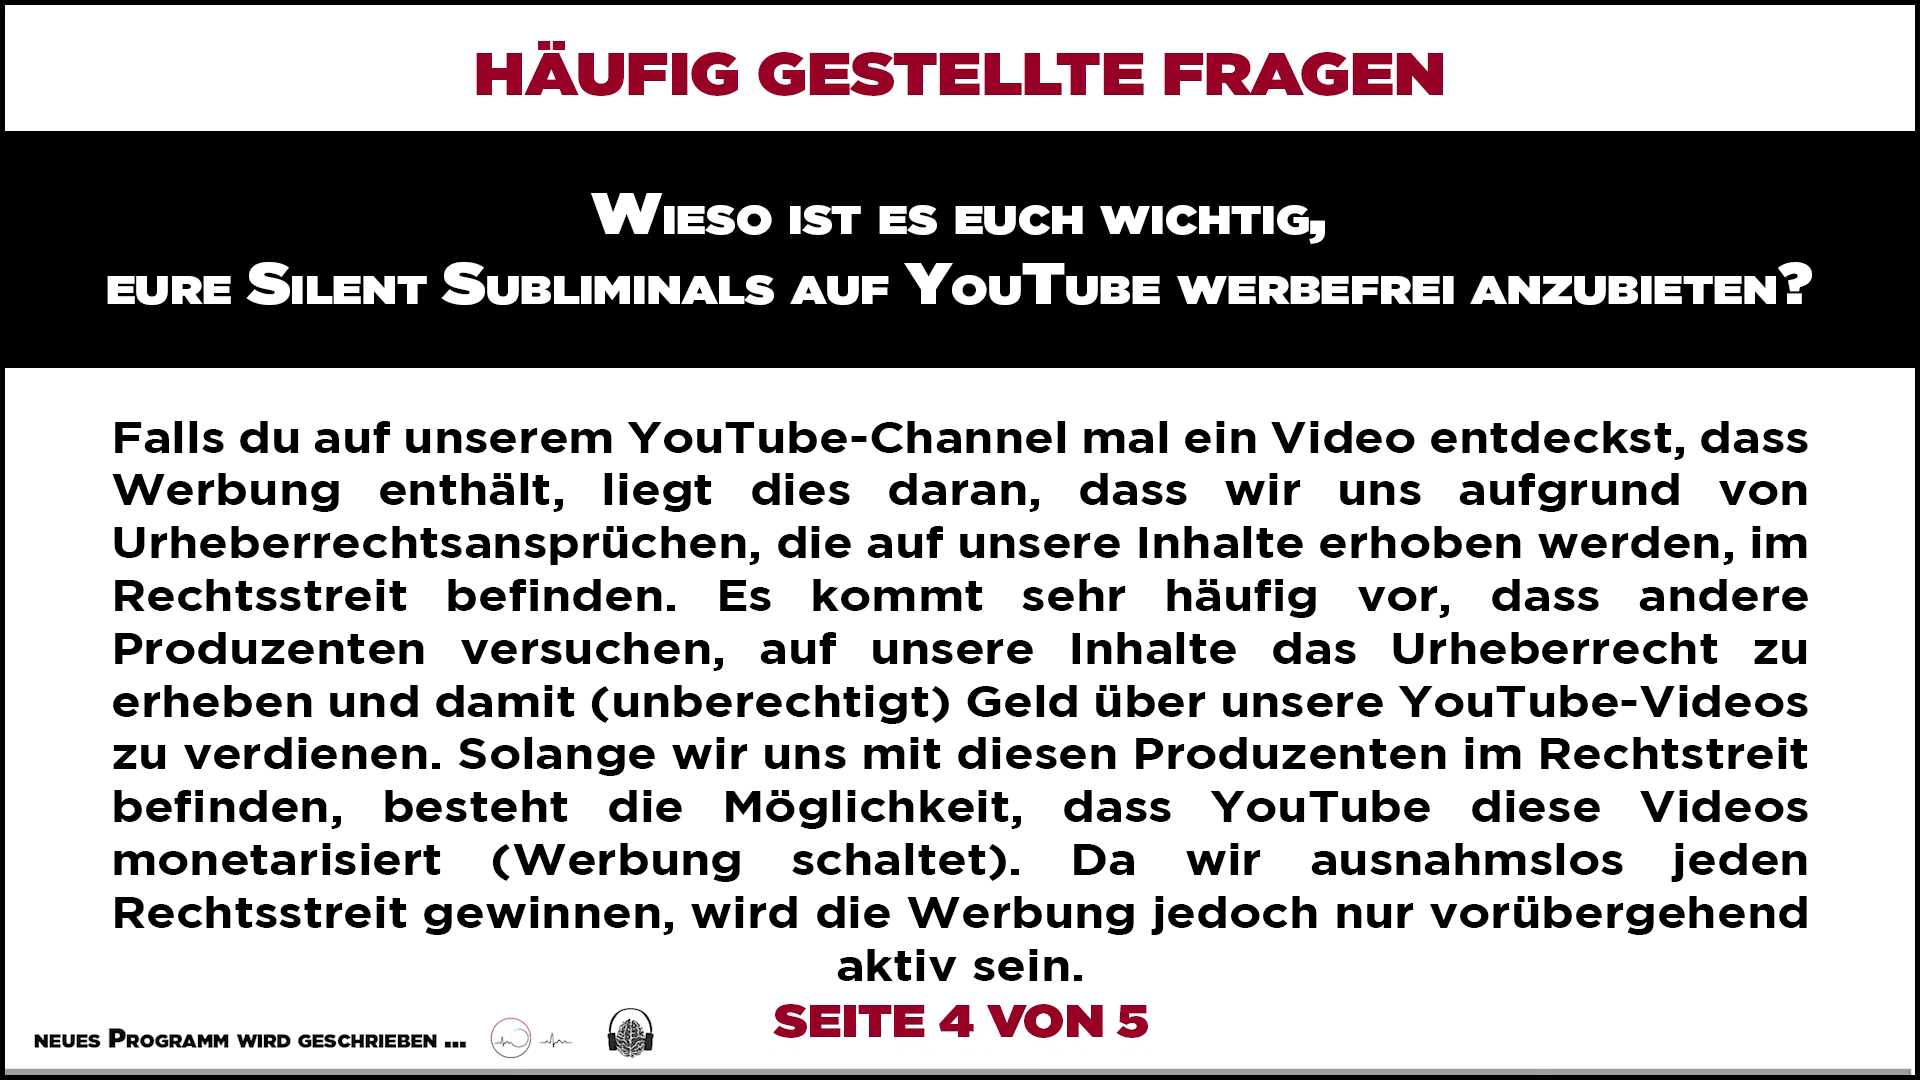 HÄUFIG GESTELLTE FRAGEN
WIESO IST ES EUCH WICHTIG,
EURE SILENT SUBLIMINALS AUF YOUTUBE WERBEFREI ANZUBIETEN?
Falls du auf unserem YouTube-Channel mal ein Video entdeckst, dass
Werbung enthält, liegt dies daran, dass wir uns aufgrund von
Urheberrechtsansprüchen, die auf unsere Inhalte erhoben werden, im
Rechtsstreit befinden. Es kommt sehr häufig vor, dass andere
Produzenten versuchen, auf unsere Inhalte das Urheberrecht zu
erheben und damit (unberechtigt) Geld über unsere YouTube-Videos
zu verdienen. Solange wir uns mit diesen Produzenten im Rechtstreit
befinden, besteht die Möglichkeit, dass YouTube diese Videos
monetarisiert (Werbung schaltet). Da wir ausnahmslos jeden
Rechtsstreit gewinnen, wird die Werbung jedoch nur vorübergehend
aktiv sein.
SEITE 4 VON 5
NEUES PROGRAMM WIRD GESCHRIEBEN ...